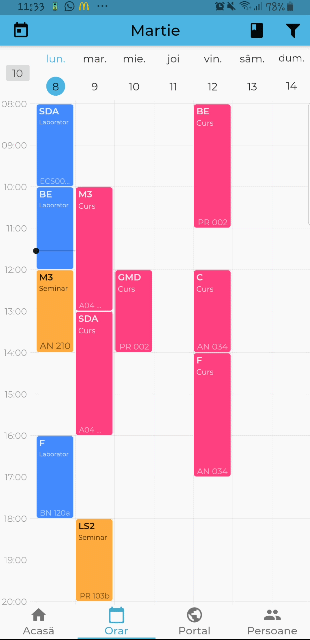 11:33 78%
Martie
lun. mar. mie. joi vin. sâm. dum.
10 8 9 10 11 12 13 14
08:00
SDA
Laborator
BE
Curs
09:00
10:00
BE
Laborator
M3
Curs
PR 002
11:00
12:00
M3
Seminar
A04 ...
GMD
Curs
C
Curs
13:00
SDA
Curs
AN 210
PR 002
AN 034
14:00
F
Curs
15:00
A04 ...
16:00
F
Laborator
AN 034
17:00
BN 120a
18:00
LS2
Seminar
19:00
PR 103b
20:00
Acasă Orar Portal Persoane